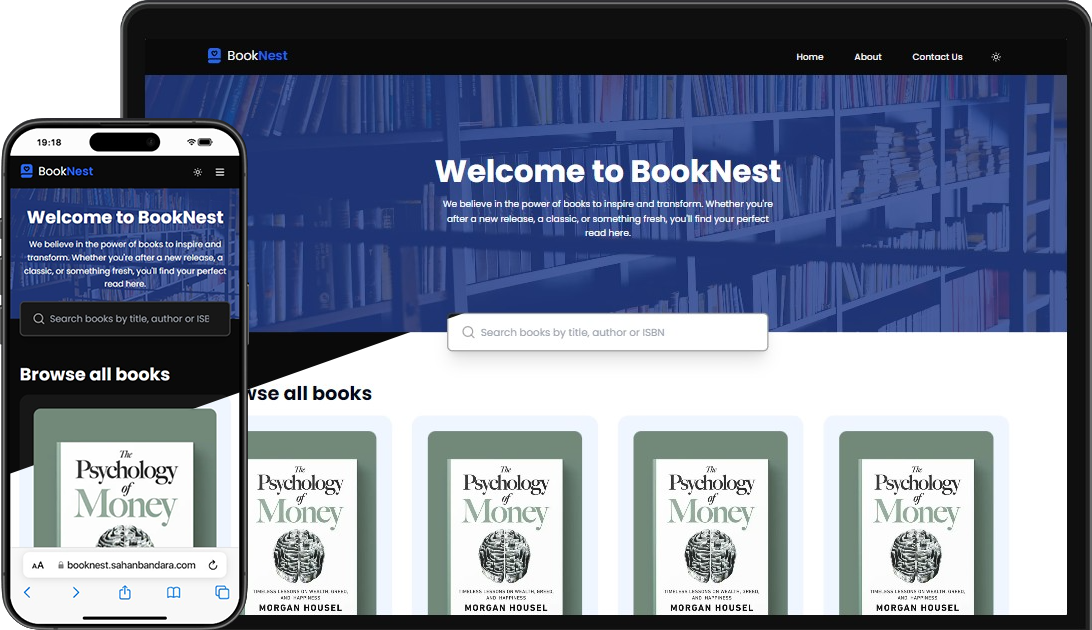 BookNest
Home About Contact Us
Welcome to BookNest
We believe in the power of books to inspire and transform. Whether you're
after a new release, a classic, or something fresh, you'll find your perfect
read here.
Search books by title, author or ISBN
wse all books
The
Psychology
of
Money
TIMELESS LESSONS ON WEALTH, GREED,
AND HAPPINESS
MORGAN HOUSEL
The
Psychology
of
Money
TIMELESS LESSONS ON WEALTH, GREED,
AND HAPPINESS
MORGAN HOUSEL
The
Psychology
of
Money
TIMELESS LESSONS ON WEALTH, GREED,
AND HAPPINESS
MORGAN HOUSEL
The
Psychology
of
Money
TIMELESS LESSONS ON WEALTH, GREED,
AND HAPPINESS
MORGAN HOUSEL
19:18
BookNest
Welcome to BookNest
We believe in the power of books to inspire and
transform. Whether you're after a new release, a
classic, or something fresh, you'll find your perfect
read here.
Search books by title, author or ISE
Browse all books
The
Psychology
of
Money
AA booknest.sahanbandara.com